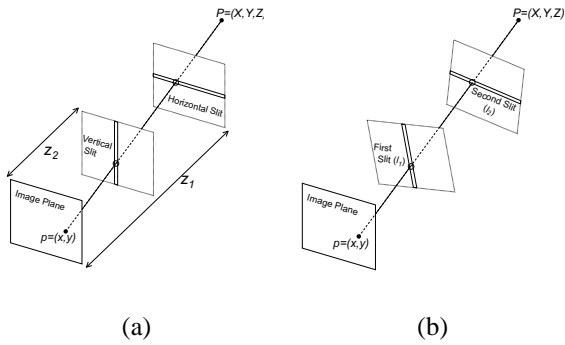 P=(X,Y,Z,
Horizontal Slit
Vertical
Slit
Z2
Z1
Image Plane
p=(x,y)
(a)
P=(X,Y,Z)
Second Slit
(l2)
First
Slit (l1)
Image Plane
p=(x,y)
(b)